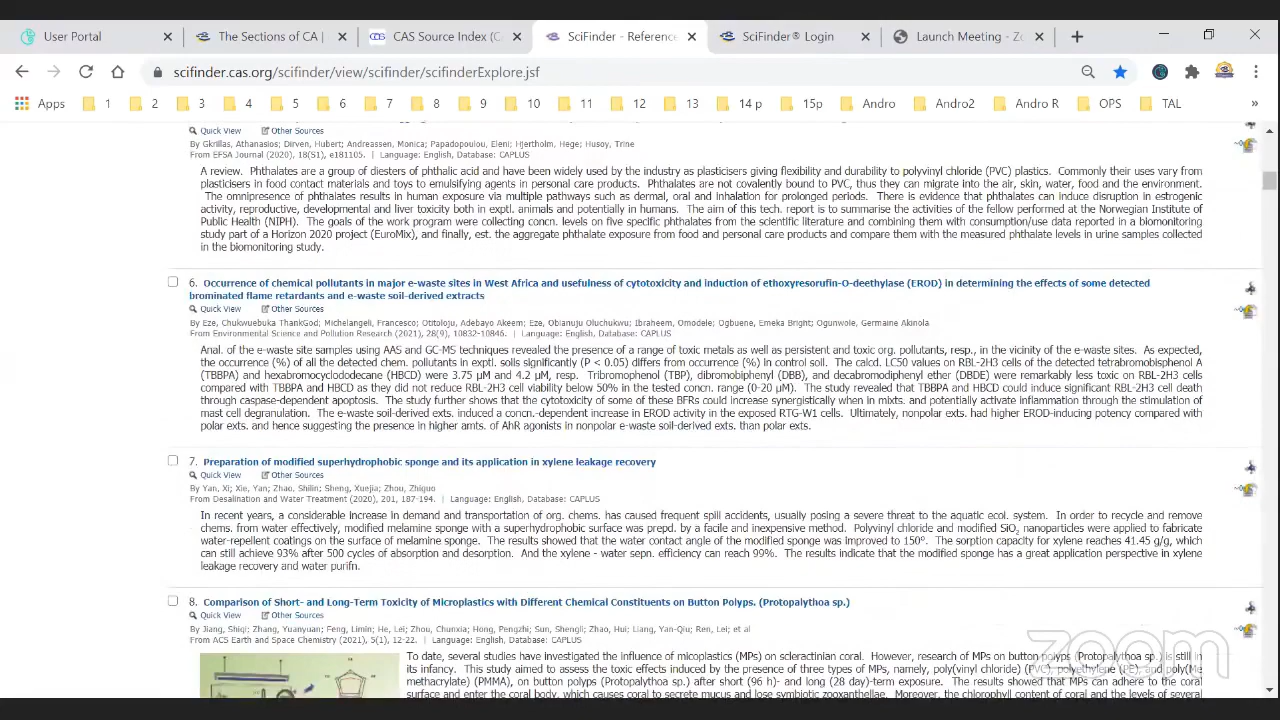 User Portal
The Sections of CA |
CAS Source Index (C
SciFinder - Reference
SciFinder® Login
Launch Meeting - Zo
scifinder.cas.org/scifinder/view/scifinder/scifinderExplore.jsf
Apps 1 2 3 4 5 6 7 8 9 10 11 12 13 14 p 15p Andro Andro2 Andro R OPS TAL »
Quick View Other Sources
By Gkrillas, Athanasios; Dirven, Hubert; Andreassen, Monica; Papadopoulou, Eleni; Hjertholm, Hege; Husoy, Trine
From EFSA Journal (2020), 18(S1), e181105. | Language: English, Database: CAPLUS
A review. Phthalates are a group of diesters of phthalic acid and have been widely used by the industry as plasticisers giving flexibility and durability to polyvinyl chloride (PVC) plastics. Commonly their uses vary from
plasticisers in food contact materials and toys to emulsifying agents in personal care products. Phthalates are not covalently bound to PVC, thus they can migrate into the air, skin, water, food and the environment.
The omnipresence of phthalates results in human exposure via multiple pathways such as dermal, oral and inhalation for prolonged periods. There is evidence that phthalates can induce disruption in estrogenic
activity, reproductive, developmental and liver toxicity both in exptl. animals and potentially in humans. The aim of this tech. report is to summarise the activities of the fellow performed at the Norwegian Institute of
Public Health (NIPH). The goals of the work program were collecting concn. levels on five specific phthalates from the scientific literature and combining them with consumption/use data reported in a biomonitoring
study part of a Horizon 2020 project (EuroMix), and finally, est. the aggregate phthalate exposure from food and personal care products and compare them with the measured phthalate levels in urine samples collected
in the biomonitoring study.
6. Occurrence of chemical pollutants in major e-waste sites in West Africa and usefulness of cytotoxicity and induction of ethoxyresorufin-O-deethylase (EROD) in determining the effects of some detected
brominated flame retardants and e-waste soil-derived extracts
Quick View Other Sources
By Eze, Chukwuebuka ThankGod; Michelangeli, Francesco; Otitoloju, Adebayo Akeem; Eze, Obianuju Oluchukwu; Ibraheem, Omodele; Ogbuene, Emeka Bright; Ogunwole, Germaine Akinola
From Environmental Science and Pollution Research (2021), 28(9), 10832-10846. | Language: English, Database: CAPLUS
Anal. of the e-waste site samples using AAS and GC-MS techniques revealed the presence of a range of toxic metals as well as persistent and toxic org. pollutants, resp., in the vicinity of the e-waste sites. As expected,
the occurrence (%) of all the detected chem. pollutants in exptl. soils significantly (P < 0.05) differs from occurrence (%) in control soil. The calcd. LC50 values on RBL-2H3 cells of the detected tetrabromobisphenol A
(TBBPA) and hexabromocyclododecane (HBCD) were 3.75 μM and 4.2 μM, resp. Tribromophenol (TBP), dibromobiphenyl (DBB), and decabromodiphenyl ether (DBDE) were remarkably less toxic on RBL-2H3 cells
compared with TBBPA and HBCD as they did not reduce RBL-2H3 cell viability below 50% in the tested concn. range (0-20 μM). The study revealed that TBBPA and HBCD could induce significant RBL-2H3 cell death
through caspase-dependent apoptosis. The study further shows that the cytotoxicity of some of these BFRs could increase synergistically when in mixts. and potentially activate inflammation through the stimulation of
mast cell degranulation. The e-waste soil-derived exts. induced a concn.-dependent increase in EROD activity in the exposed RTG-W1 cells. Ultimately, nonpolar exts. had higher EROD-inducing potency compared with
polar exts. and hence suggesting the presence in higher amts. of AhR agonists in nonpolar e-waste soil-derived exts. than polar exts.
7. Preparation of modified superhydrophobic sponge and its application in xylene leakage recovery
Quick View Other Sources
By Yan, Xi; Xie, Yan; Zhao, Shilin; Sheng, Xuejia; Zhou, Zhiguo
From Desalination and Water Treatment (2020), 201, 187-194. | Language: English, Database: CAPLUS
In recent years, a considerable increase in demand and transportation of org. chems. has caused frequent spill accidents, usually posing a severe threat to the aquatic ecol. system. In order to recycle and remove
chems. from water effectively, modified melamine sponge with a superhydrophobic surface was prepd. by a facile and inexpensive method. Polyvinyl chloride and modified SiO2 nanoparticles were applied to fabricate
water-repellent coatings on the surface of melamine sponge. The results showed that the water contact angle of the modified sponge was improved to 150°. The sorption capacity for xylene reaches 41.45 g/g, which
can still achieve 93% after 500 cycles of absorption and desorption. And the xylene - water sepn. efficiency can reach 99%. The results indicate that the modified sponge has a great application perspective in xylene
leakage recovery and water purifn.
8. Comparison of Short- and Long-Term Toxicity of Microplastics with Different Chemical Constituents on Button Polyps. (Protopalythoa sp.)
Quick View Other Sources
By Jiang, Shiqi; Zhang, Yuanyuan; Feng, Limin; He, Lei; Zhou, Chunxia; Hong, Pengzhi; Sun, Shengli; Zhao, Hui; Liang, Yan-Qiu; Ren, Lei; et al
From ACS Earth and Space Chemistry (2021), 5(1), 12-22. | Language: English, Database: CAPLUS
To date, several studies have investigated the influence of micoplastics (MPs) on scleractinian coral. However, research of MPs on button polyps (Protopalythoa sp.) is still in
its infancy. This study aimed to assess the toxic effects induced by the presence of three types of MPs, namely, poly(vinyl chloride) (PVC), polyethylene (PE) and poly(Me
methacrylate) (PMMA), on button polyps (Protopalythoa sp.) after short (96 h)- and long (28 day)-term exposure. The results showed that MPs can adhere to the coral
surface and enter the coral body, which causes coral to secrete mucus and lose symbiotic zooxanthellae. Moreover, the chlorophyll content of coral and the levels of several
zoom